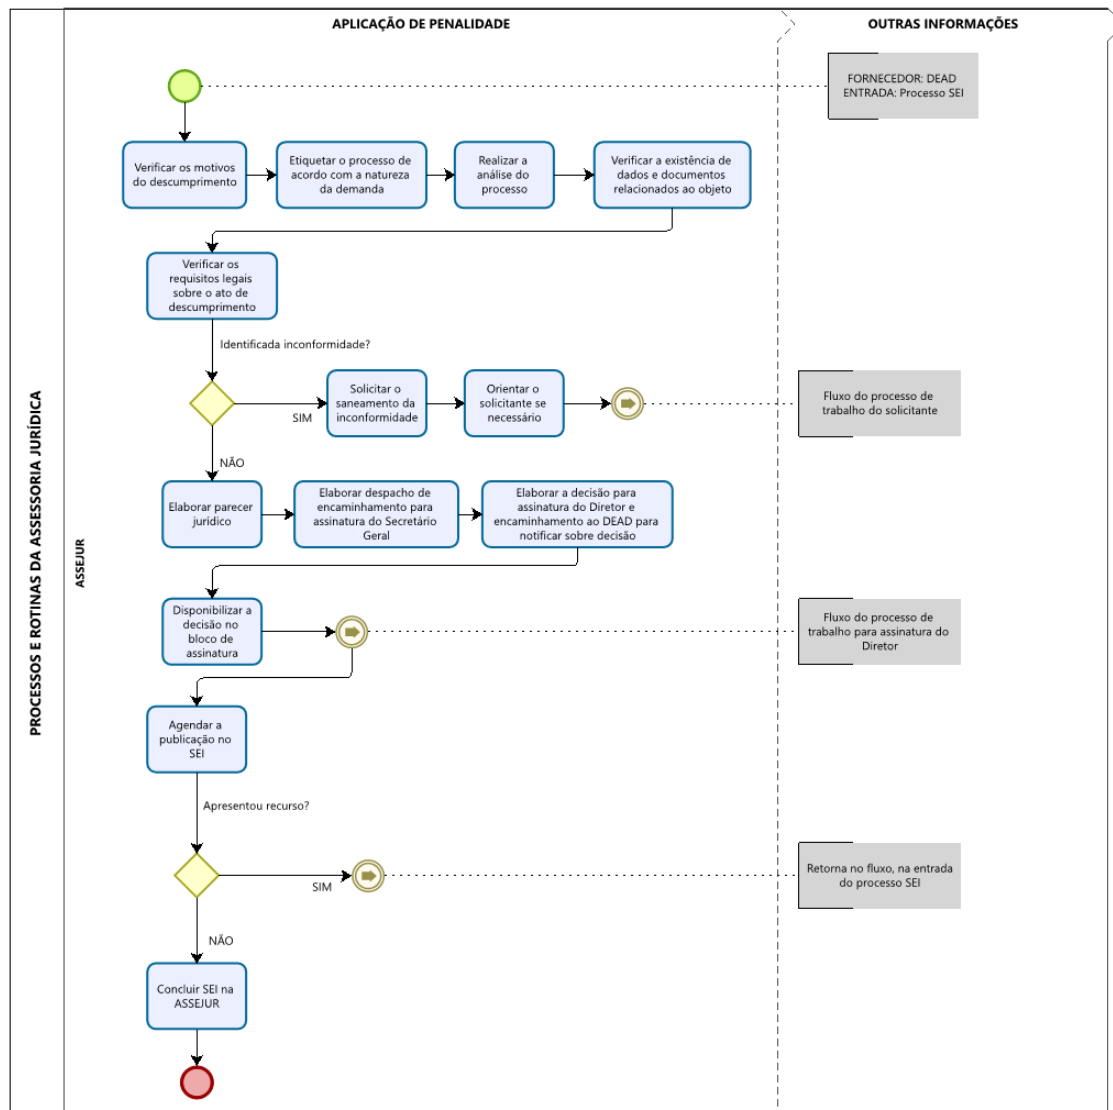 APLICAÇÃO DE PENALIDADE
OUTRAS INFORMAÇÕES
PROCESSOS E ROTINAS DA ASSESSORIA JURÍDICA
ASSEJUR
FORNECEDOR: DEAD
ENTRADA: Processo SEI
Verificar os motivos
do descumprimento
Etiquetar o processo de
acordo com a natureza
da demanda
Realizar a
análise do
processo
Verificar a existência de
dados e documentos
relacionados ao objeto
Verificar os
requisitos legais
sobre o ato de
descumprimento
Identificada inconformidade?
SIM
Solicitar o
saneamento da
inconformidade
Orientar o
solicitante se
necessário
Fluxo do processo de
trabalho do solicitante
NÃO
Elaborar parecer
jurídico
Elaborar despacho de
encaminhamento para
assinatura do Secretário
Geral
Elaborar a decisão para
assinatura do Diretor e
encaminhamento ao DEAD para
notificar sobre decisão
Disponibilizar a
decisão no
bloco de
assinatura
Fluxo do processo de
trabalho para assinatura do
Diretor
Agendar a
publicação no
SEI
Apresentou recurso?
SIM
Retorna no fluxo, na entrada
do processo SEI
NÃO
Concluir SEI na
ASSEJUR